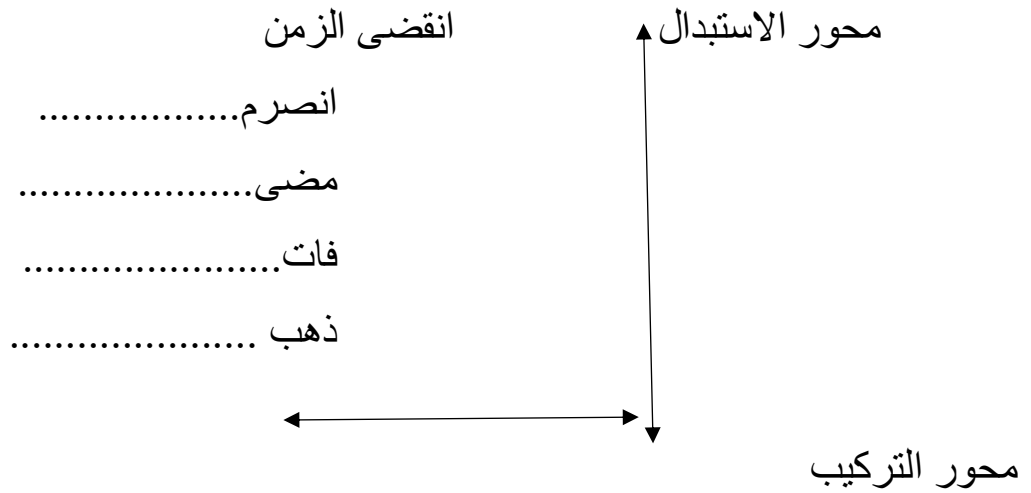 محور الاستبدال انقضى الزمن
انصرم..................
مضى......................
فات........................
ذهب .......................
محور التركيب